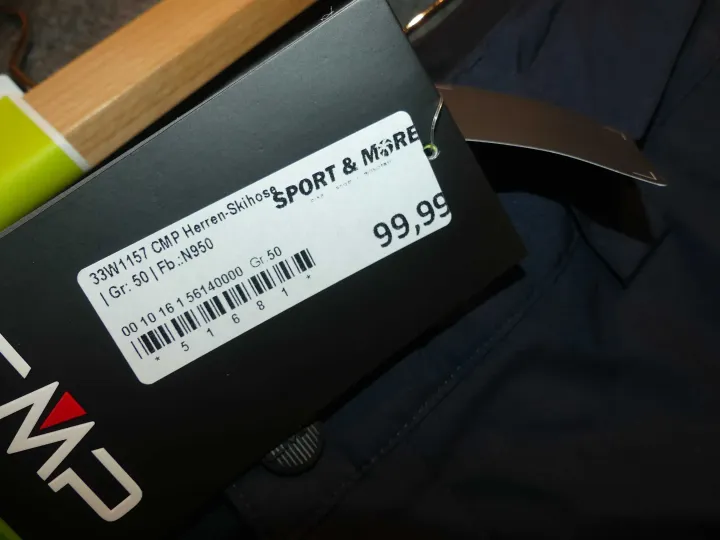 SPORT & MORE
33W1157 CMP Herren-Skihose
| Gr: 50 | Fb.:N950
99,99
00 10 16 1 56140000 Gr.50
* 5 1 6 8 1 *
CMP